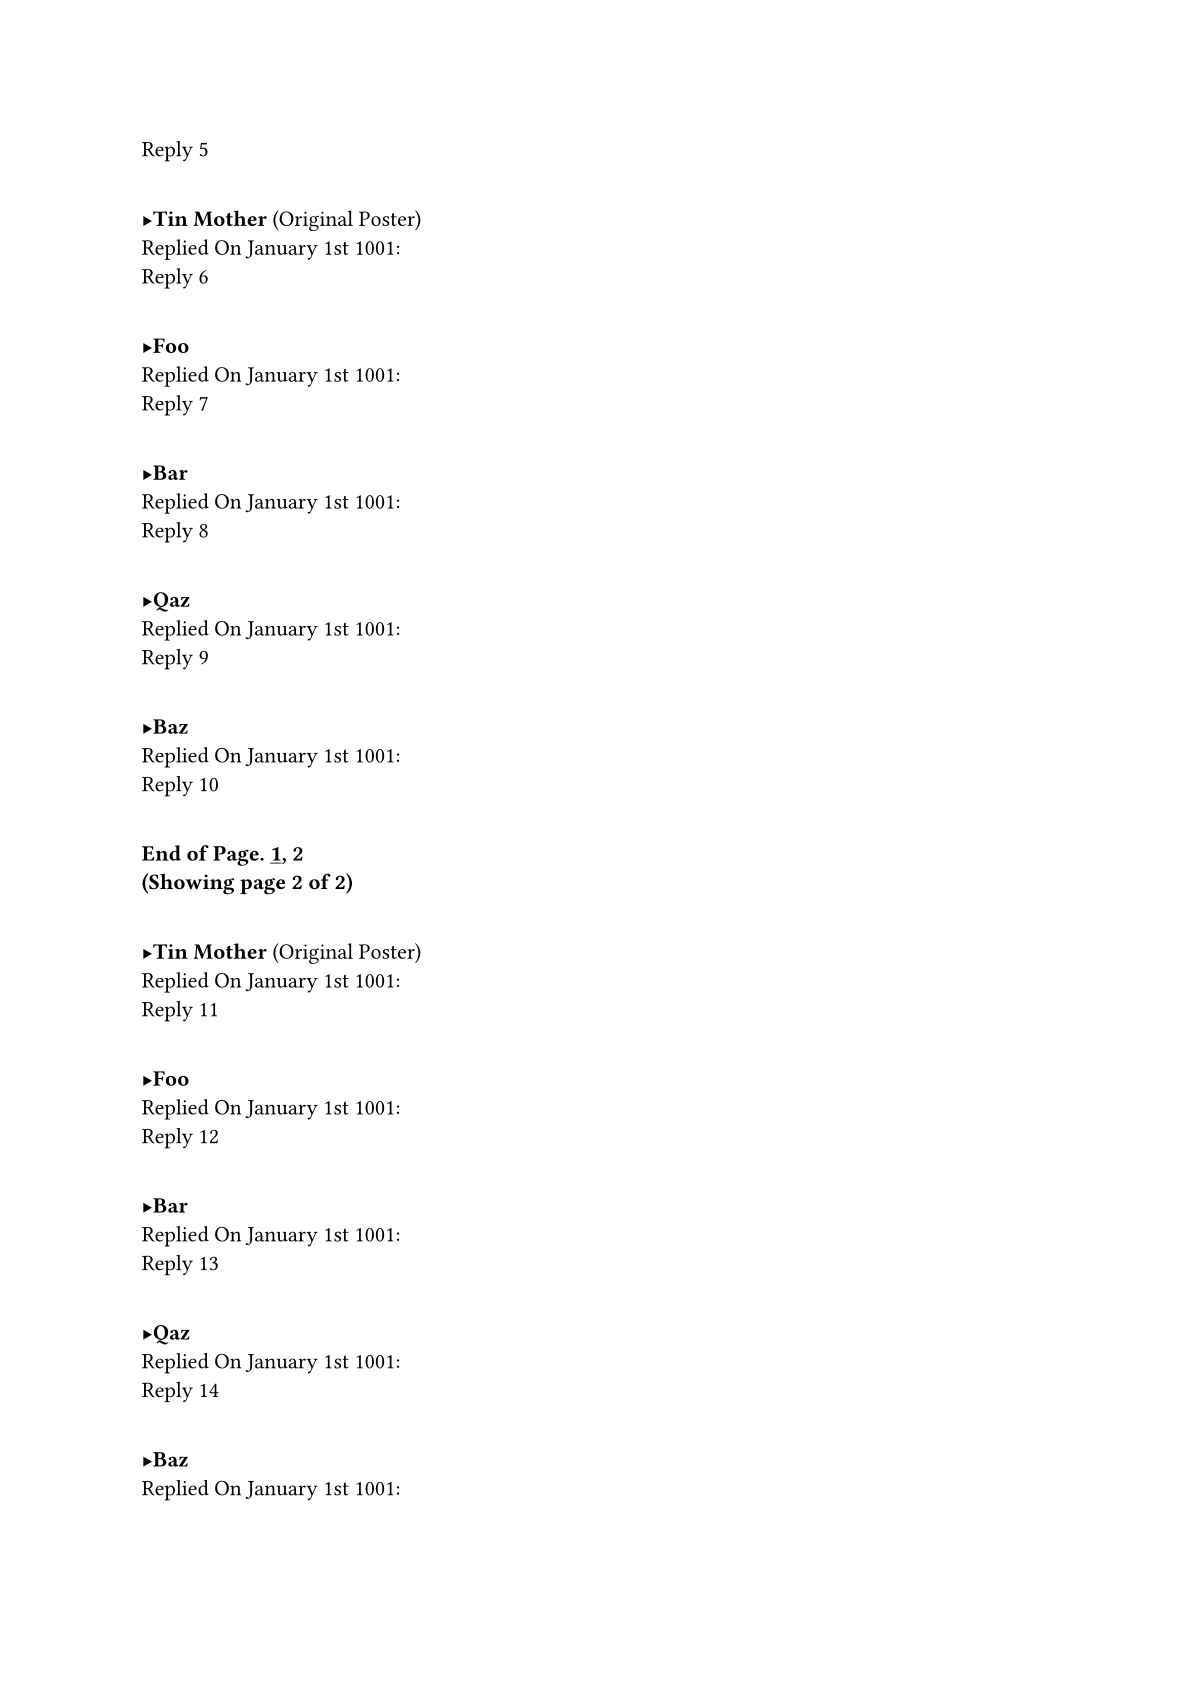 Reply 5
▸Tin Mother (Original Poster)
Replied On January 1st 1001:
Reply 6
▸Foo
Replied On January 1st 1001:
Reply 7
▸Bar
Replied On January 1st 1001:
Reply 8
▸Qaz
Replied On January 1st 1001:
Reply 9
▸Baz
Replied On January 1st 1001:
Reply 10
End of Page. 1, 2
(Showing page 2 of 2)
▸Tin Mother (Original Poster)
Replied On January 1st 1001:
Reply 11
▸Foo
Replied On January 1st 1001:
Reply 12
▸Bar
Replied On January 1st 1001:
Reply 13
▸Qaz
Replied On January 1st 1001:
Reply 14
▸Baz
Replied On January 1st 1001: